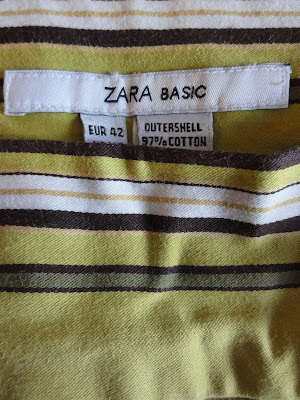 ZARA BASIC
EUR 42
OUTERSHELL
97% COTTON